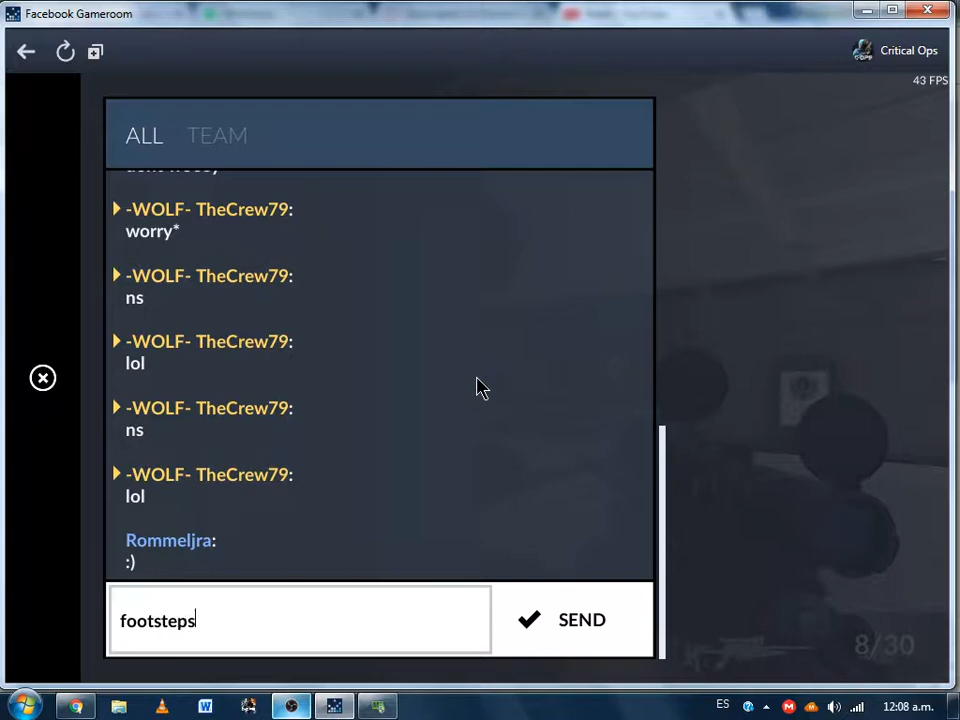 Facebook Gameroom
Critical Ops
43 FPS
ALL TEAM
-WOLF- TheCrew79:
worry*
-WOLF- TheCrew79:
ns
-WOLF- TheCrew79:
lol
-WOLF- TheCrew79:
ns
-WOLF- TheCrew79:
lol
Rommeljra:
:)
footsteps
SEND
8/30
ES
12:08 a.m.